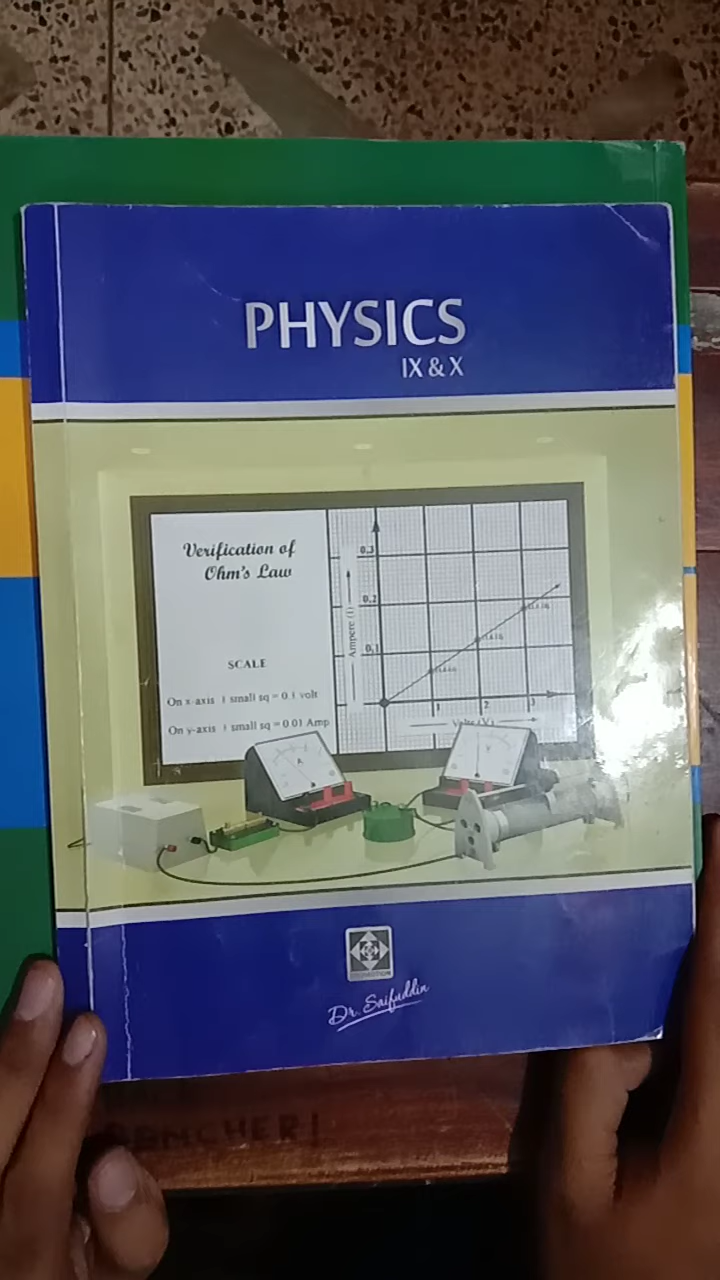 PHYSICS
IX & X
Verification of
Ohm's Law
SCALE
On x-axis 1 small sq = 0.1 volt
On y-axis 1 small sq = 0.01 Amp
Ampere (I)
0.3
0.2
0.1
1 2 3
Volts (V)
A
V
Dr. Saifuddin